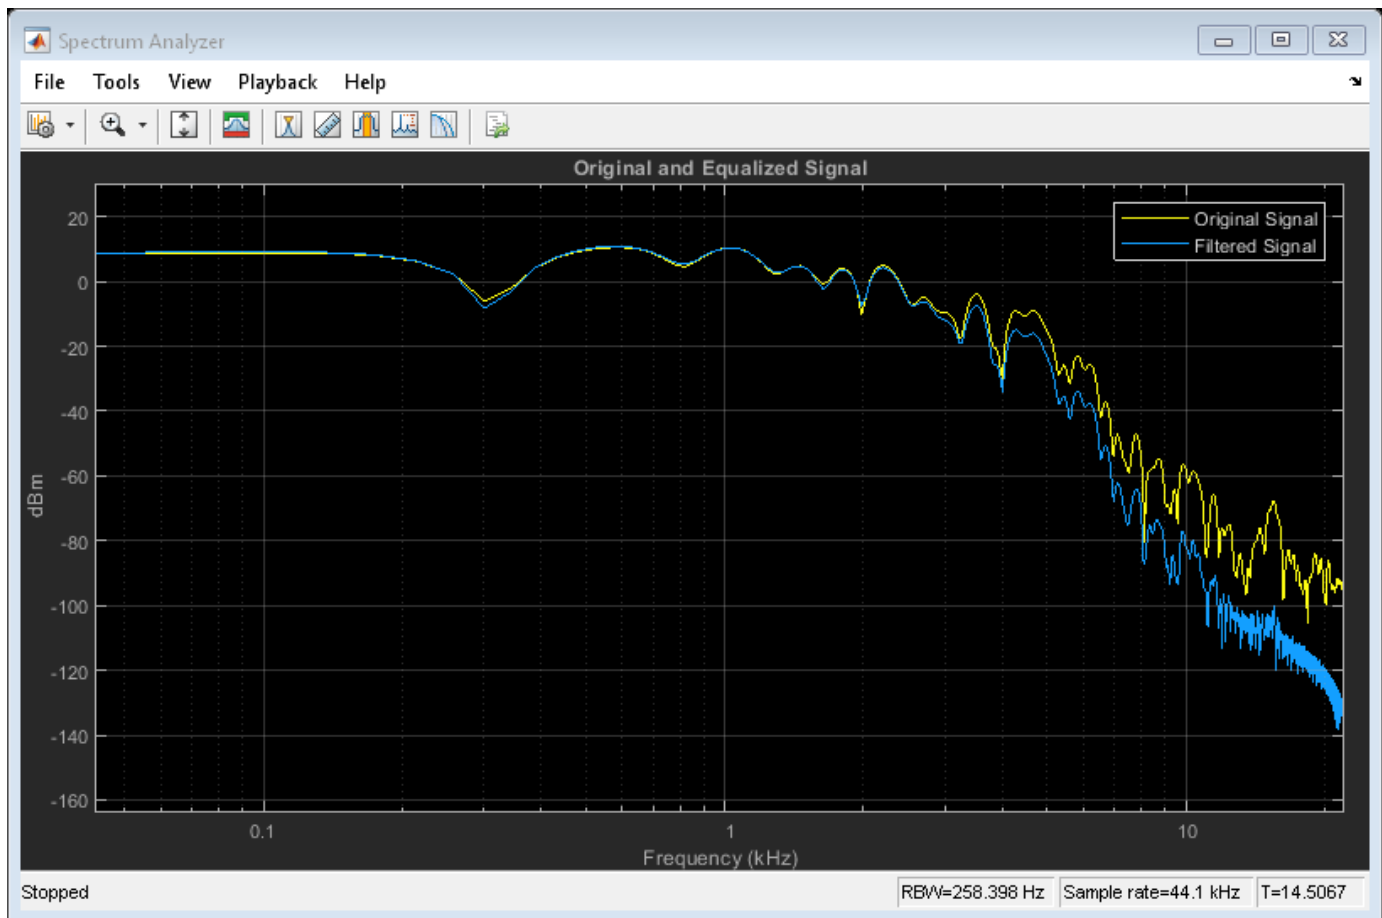 Spectrum Analyzer
File Tools View Playback Help
Original and Equalized Signal
Original Signal
Filtered Signal
20
0
-20
-40
-60
-80
-100
-120
-140
-160
dBm
0.1 1 10
Frequency (kHz)
Stopped RBW=258.398 Hz Sample rate=44.1 kHz T=14.5067